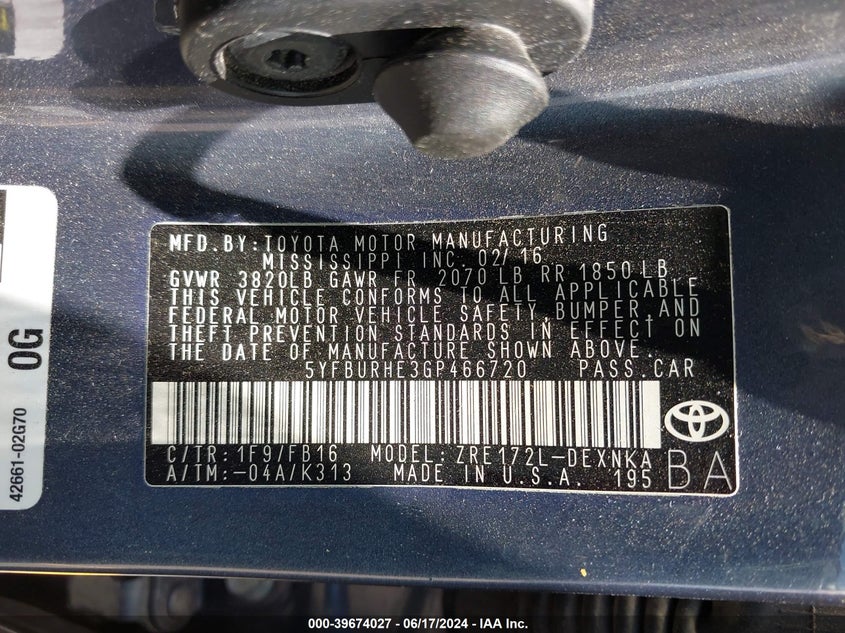 MFD.BY:TOYOTA MOTOR MANUFACTURING
MISSISSIPPI INC. 02/16
GVWR 3820LB GAWR FR 2070 LB RR 1850 LB
THIS VEHICLE CONFORMS TO ALL APPLICABLE
FEDERAL MOTOR VEHICLE SAFETY, BUMPER,AND
THEFT PREVENTION STANDARDS IN EFFECT ON
THE DATE OF MANUFACTURE SHOWN ABOVE.
5YFBURHE3GP466720 PASS.CAR
C/TR: 1F9/FB16 MODEL: ZRE172L-DEXNKA
A/TM:-04A/K313 MADE IN U.S.A. 195
BA
42661-02G70
0G
000-39674027 - 06/17/2024 - IAA Inc.